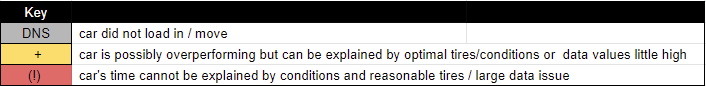 Key
DNS car did not load in / move
+ car is possibly overperforming but can be explained by optimal tires/conditions or data values little high
(!) car's time cannot be explained by conditions and reasonable tires / large data issue